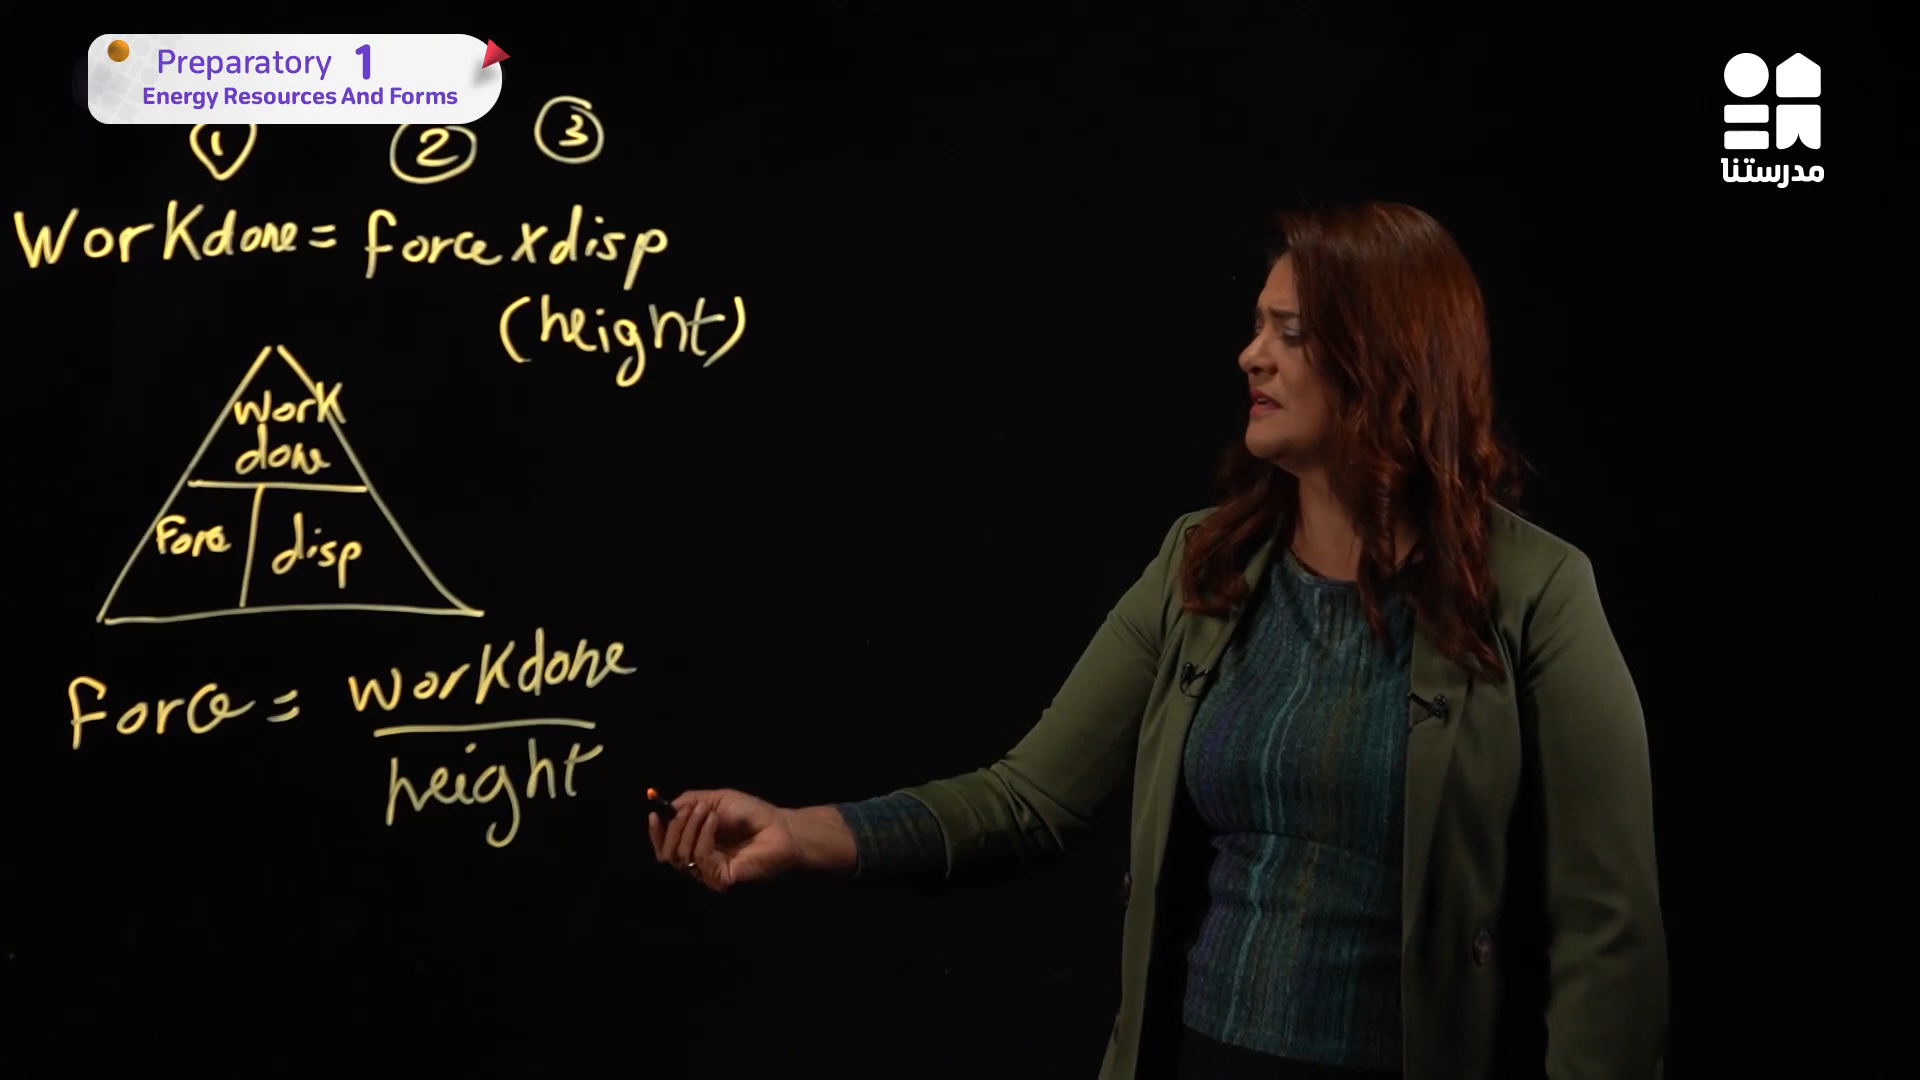 Preparatory 1
Energy Resources And Forms
مدرستنا
1 2 3
Workdone = force x disp
(height)
work
done
Force disp
force = workdone
height